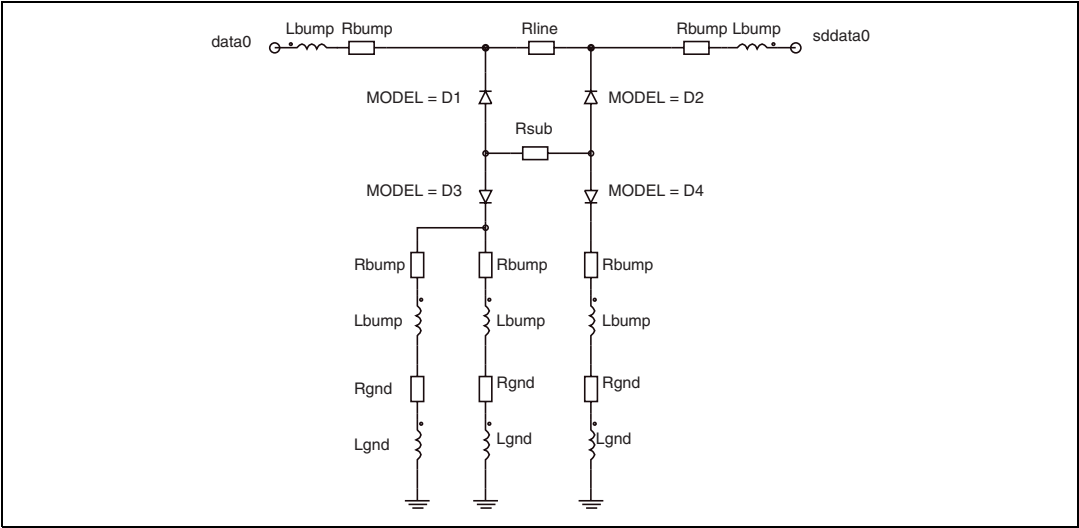 data0 Lbump Rbump Rline Rbump Lbump sddata0
MODEL = D1 MODEL = D2
Rsub
MODEL = D3 MODEL = D4
Rbump Rbump Rbump
Lbump Lbump Lbump
Rgnd Rgnd Rgnd
Lgnd Lgnd Lgnd